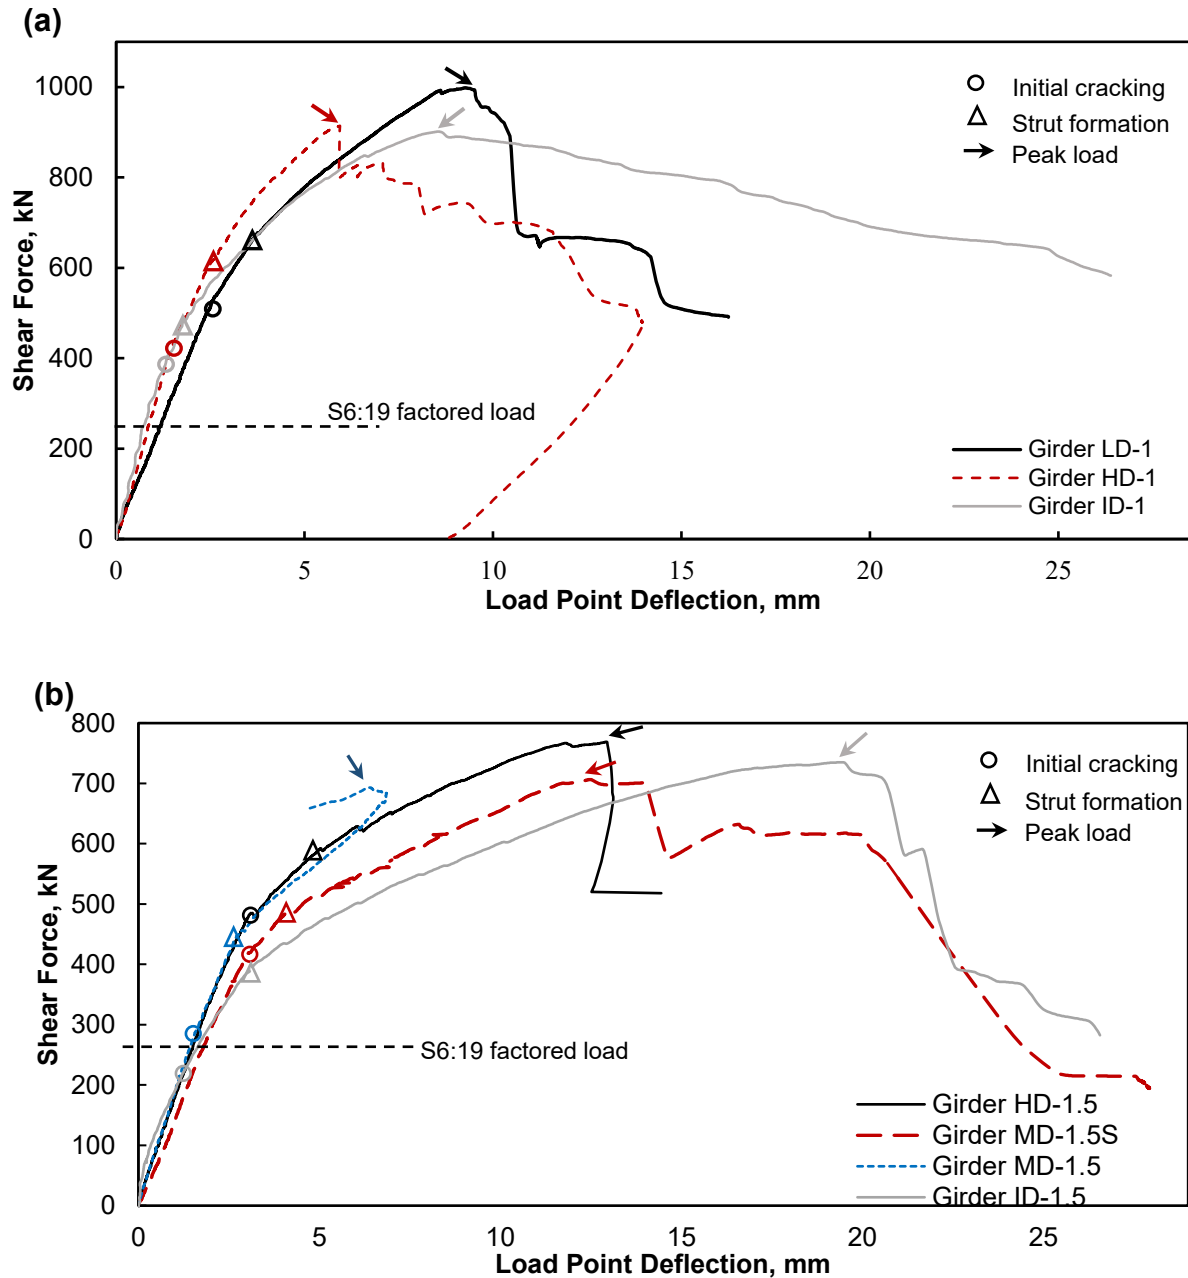 (a)
1000
800
600
400
200
0
Shear Force, kN
Initial cracking
Strut formation
Peak load
S6:19 factored load
Girder LD-1
Girder HD-1
Girder ID-1
0 5 10 15 20 25
Load Point Deflection, mm
(b)
800
700
600
500
400
300
200
100
0
Shear Force, kN
Initial cracking
Strut formation
Peak load
S6:19 factored load
Girder HD-1.5
Girder MD-1.5S
Girder MD-1.5
Girder ID-1.5
0 5 10 15 20 25
Load Point Deflection, mm